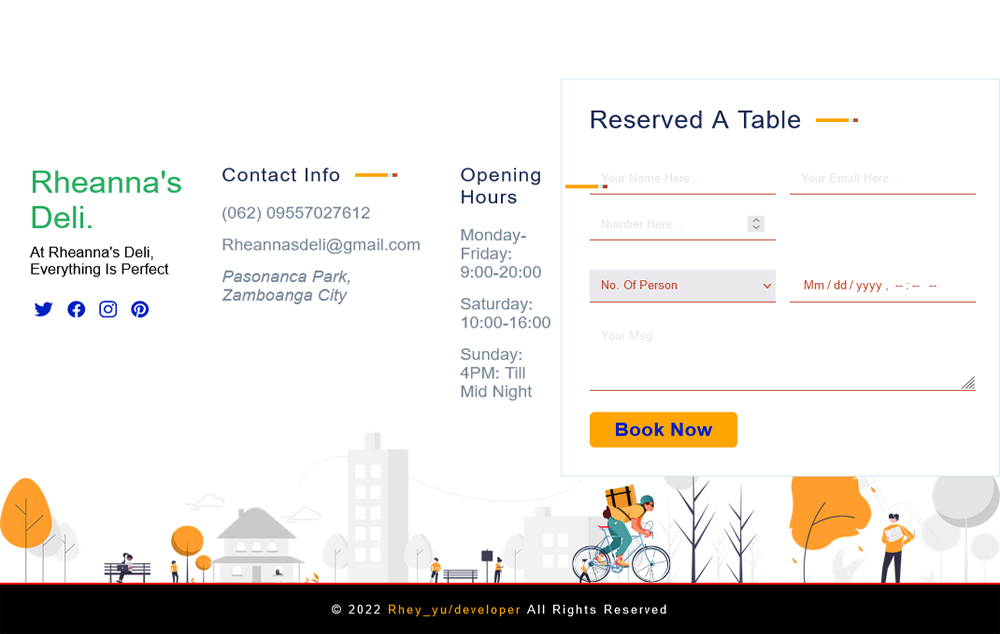 Rheanna's
Deli.
At Rheanna's Deli,
Everything Is Perfect
Contact Info
(062) 09557027612
Rheannasdeli@gmail.com
Pasonanca Park,
Zamboanga City
Opening
Hours
Monday-
Friday:
9:00-20:00
Saturday:
10:00-16:00
Sunday:
4PM: Till
Mid Night
Reserved A Table
Your Name Here...
Your Email Here...
Number Here...
No. Of Person
Mm / dd / yyyy , -- : -- --
Your Msg
Book Now
© 2022 Rhey_yu/developer All Rights Reserved